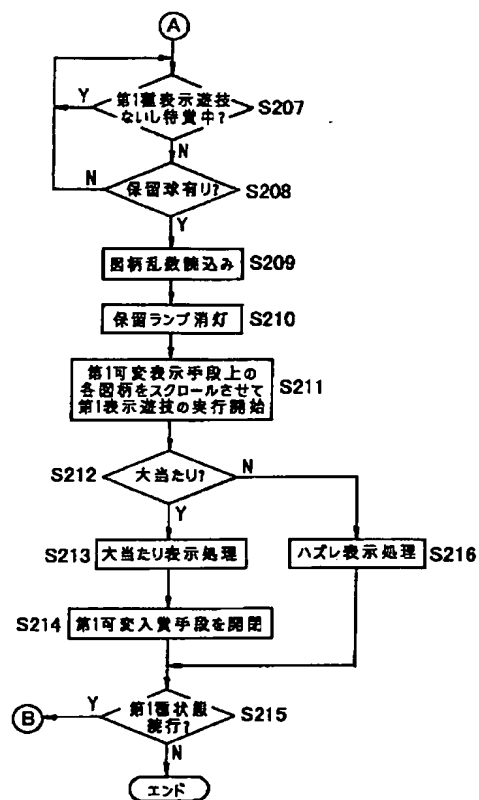 A
第1種表示遊技
ないし特賞中?
Y
S207
N
保留球有り?
N
S208
Y
図柄乱数読込み
S209
保留ランプ消灯
S210
第1可変表示手段上の
各図柄をスクロールさせて
第1表示遊技の実行開始
S211
S212
大当たり?
N
Y
S213
大当たり表示処理
ハズレ表示処理
S216
S214
第1可変入賞手段を開閉
B
Y
第1種状態
続行?
S215
N
エンド